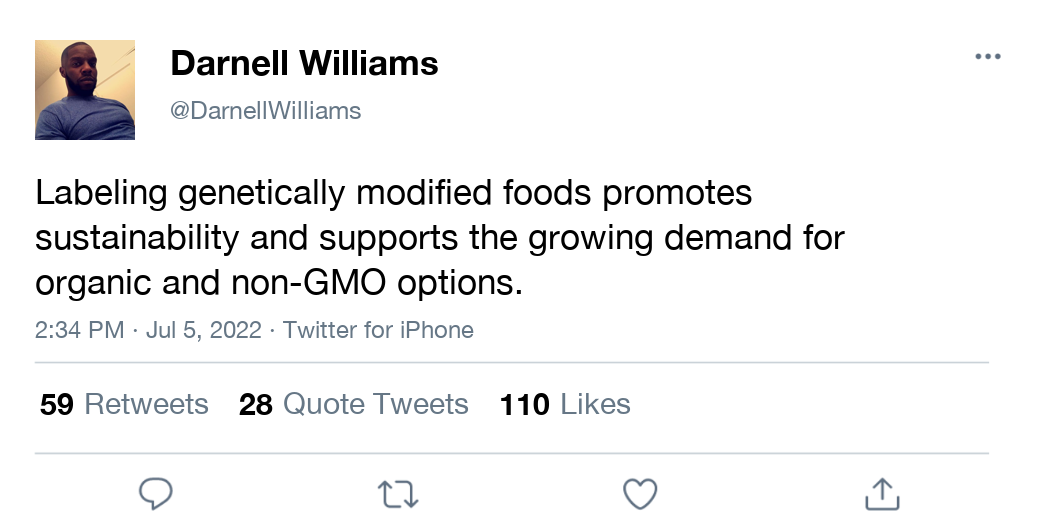 Darnell Williams
@DarnellWilliams
Labeling genetically modified foods promotes
sustainability and supports the growing demand for
organic and non-GMO options.
2:34 PM · Jul 5, 2022 · Twitter for iPhone
59 Retweets 28 Quote Tweets 110 Likes